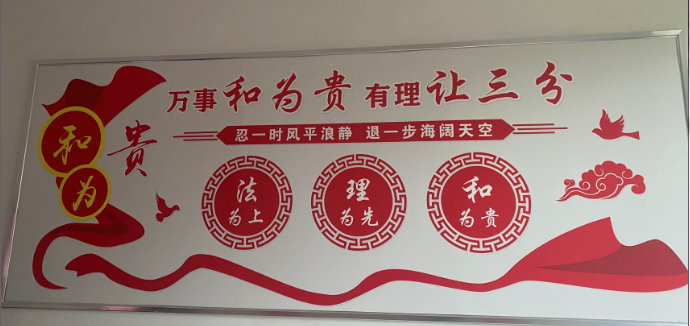 和为贵
万事和为贵 有理让三分
忍一时风平浪静 退一步海阔天空
法为上
理为先
和为贵